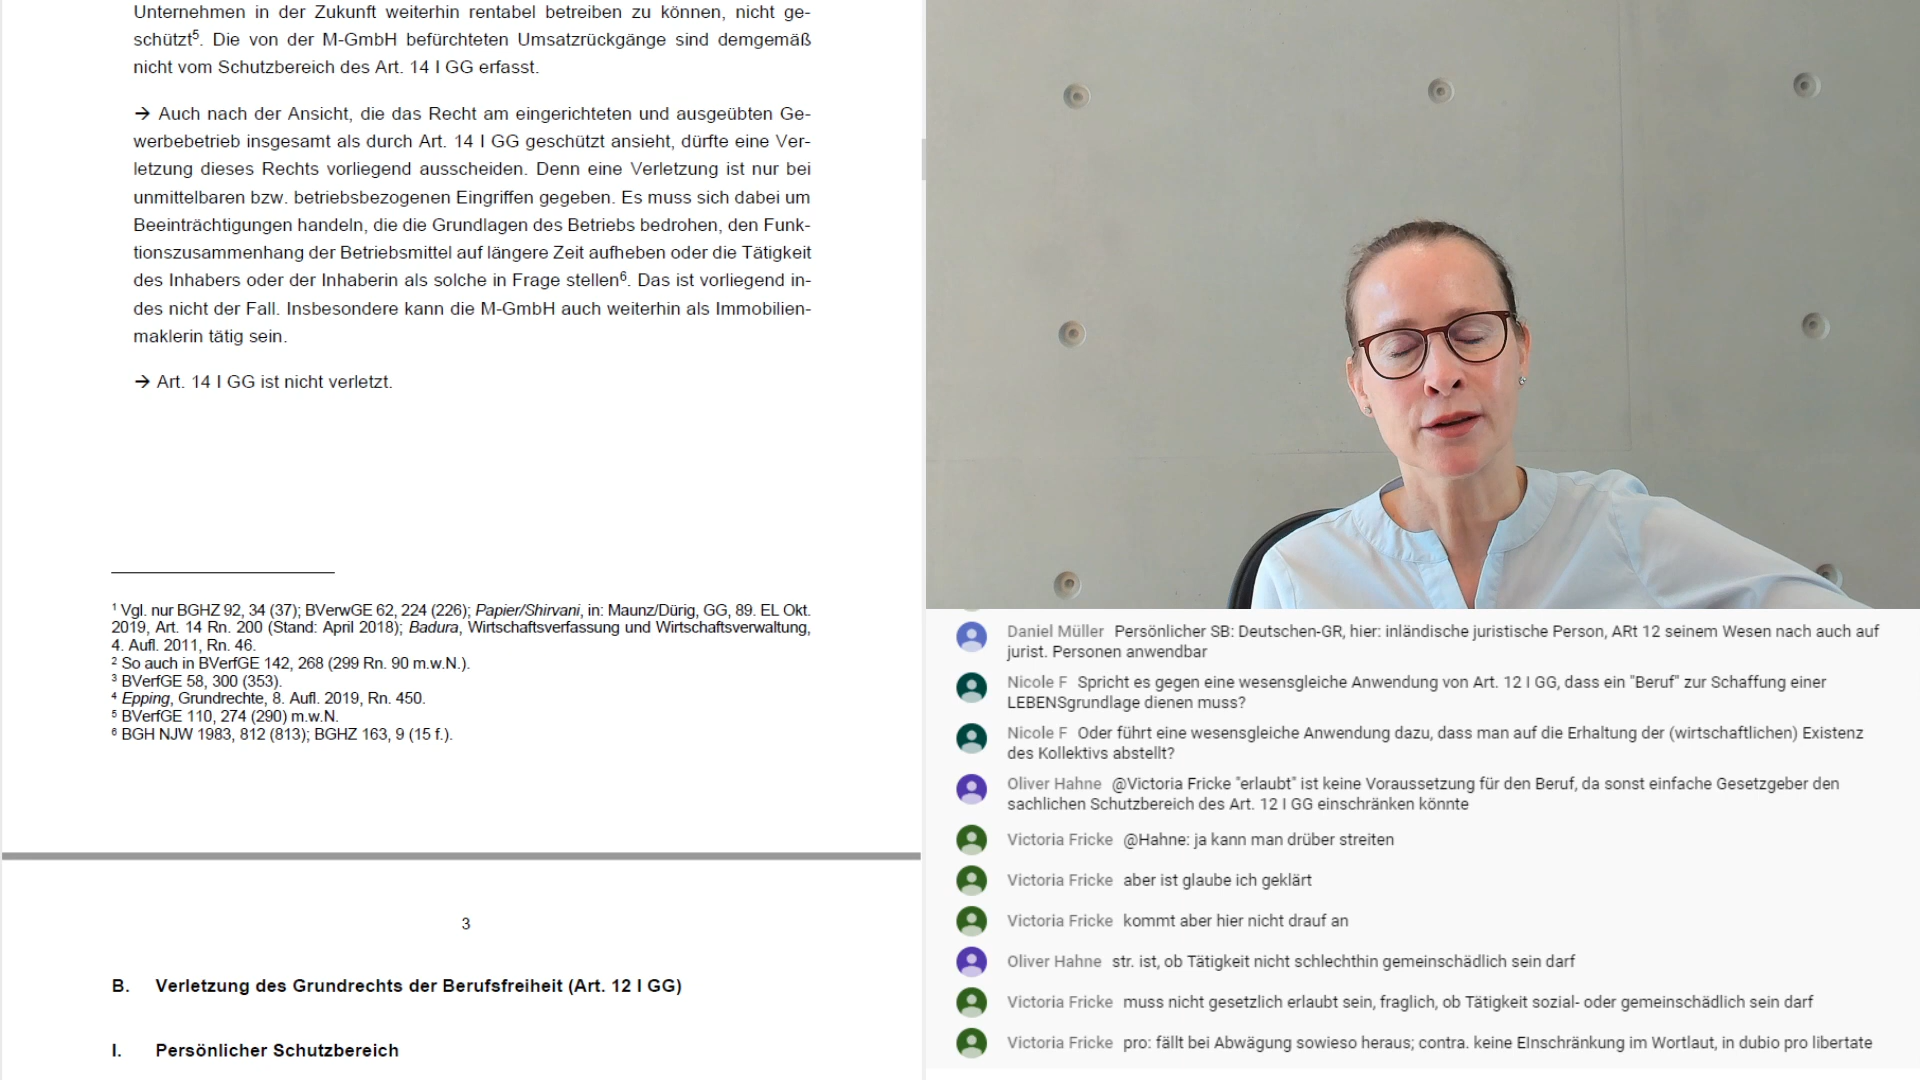 Unternehmen in der Zukunft weiterhin rentabel betreiben zu können, nicht ge-
schützt⁵. Die von der M-GmbH befürchteten Umsatzrückgänge sind demgemäß
nicht vom Schutzbereich des Art. 14 I GG erfasst.
→ Auch nach der Ansicht, die das Recht am eingerichteten und ausgeübten Ge-
werbebetrieb insgesamt als durch Art. 14 I GG geschützt ansieht, dürfte eine Ver-
letzung dieses Rechts vorliegend ausscheiden. Denn eine Verletzung ist nur bei
unmittelbaren bzw. betriebsbezogenen Eingriffen gegeben. Es muss sich dabei um
Beeinträchtigungen handeln, die die Grundlagen des Betriebs bedrohen, den Funk-
tionszusammenhang der Betriebsmittel auf längere Zeit aufheben oder die Tätigkeit
des Inhabers oder der Inhaberin als solche in Frage stellen⁶. Das ist vorliegend in-
des nicht der Fall. Insbesondere kann die M-GmbH auch weiterhin als Immobilien-
maklerin tätig sein.
→ Art. 14 I GG ist nicht verletzt.
¹ Vgl. nur BGHZ 92, 34 (37); BVerwGE 62, 224 (226); Papier/Shirvani, in: Maunz/Dürig, GG, 89. EL Okt.
2019, Art. 14 Rn. 200 (Stand: April 2018); Badura, Wirtschaftsverfassung und Wirtschaftsverwaltung,
4. Aufl. 2011, Rn. 46.
² So auch in BVerfGE 142, 268 (299 Rn. 90 m.w.N.).
³ BVerfGE 58, 300 (353).
⁴ Epping, Grundrechte, 8. Aufl. 2019, Rn. 450.
⁵ BVerfGE 110, 274 (290) m.w.N.
⁶ BGH NJW 1983, 812 (813); BGHZ 163, 9 (15 f.).
3
B. Verletzung des Grundrechts der Berufsfreiheit (Art. 12 I GG)
I. Persönlicher Schutzbereich
Daniel Müller Persönlicher SB: Deutschen-GR, hier: inländische juristische Person, ARt 12 seinem Wesen nach auch auf
jurist. Personen anwendbar
Nicole F Spricht es gegen eine wesensgleiche Anwendung von Art. 12 I GG, dass ein "Beruf" zur Schaffung einer
LEBENSgrundlage dienen muss?
Nicole F Oder führt eine wesensgleiche Anwendung dazu, dass man auf die Erhaltung der (wirtschaftlichen) Existenz
des Kollektivs abstellt?
Oliver Hahne @Victoria Fricke "erlaubt" ist keine Voraussetzung für den Beruf, da sonst einfache Gesetzgeber den
sachlichen Schutzbereich des Art. 12 I GG einschränken könnte
Victoria Fricke @Hahne: ja kann man drüber streiten
Victoria Fricke aber ist glaube ich geklärt
Victoria Fricke kommt aber hier nicht drauf an
Oliver Hahne str. ist, ob Tätigkeit nicht schlechthin gemeinschädlich sein darf
Victoria Fricke muss nicht gesetzlich erlaubt sein, fraglich, ob Tätigkeit sozial- oder gemeinschädlich sein darf
Victoria Fricke pro: fällt bei Abwägung sowieso heraus; contra. keine EInschränkung im Wortlaut, in dubio pro libertate